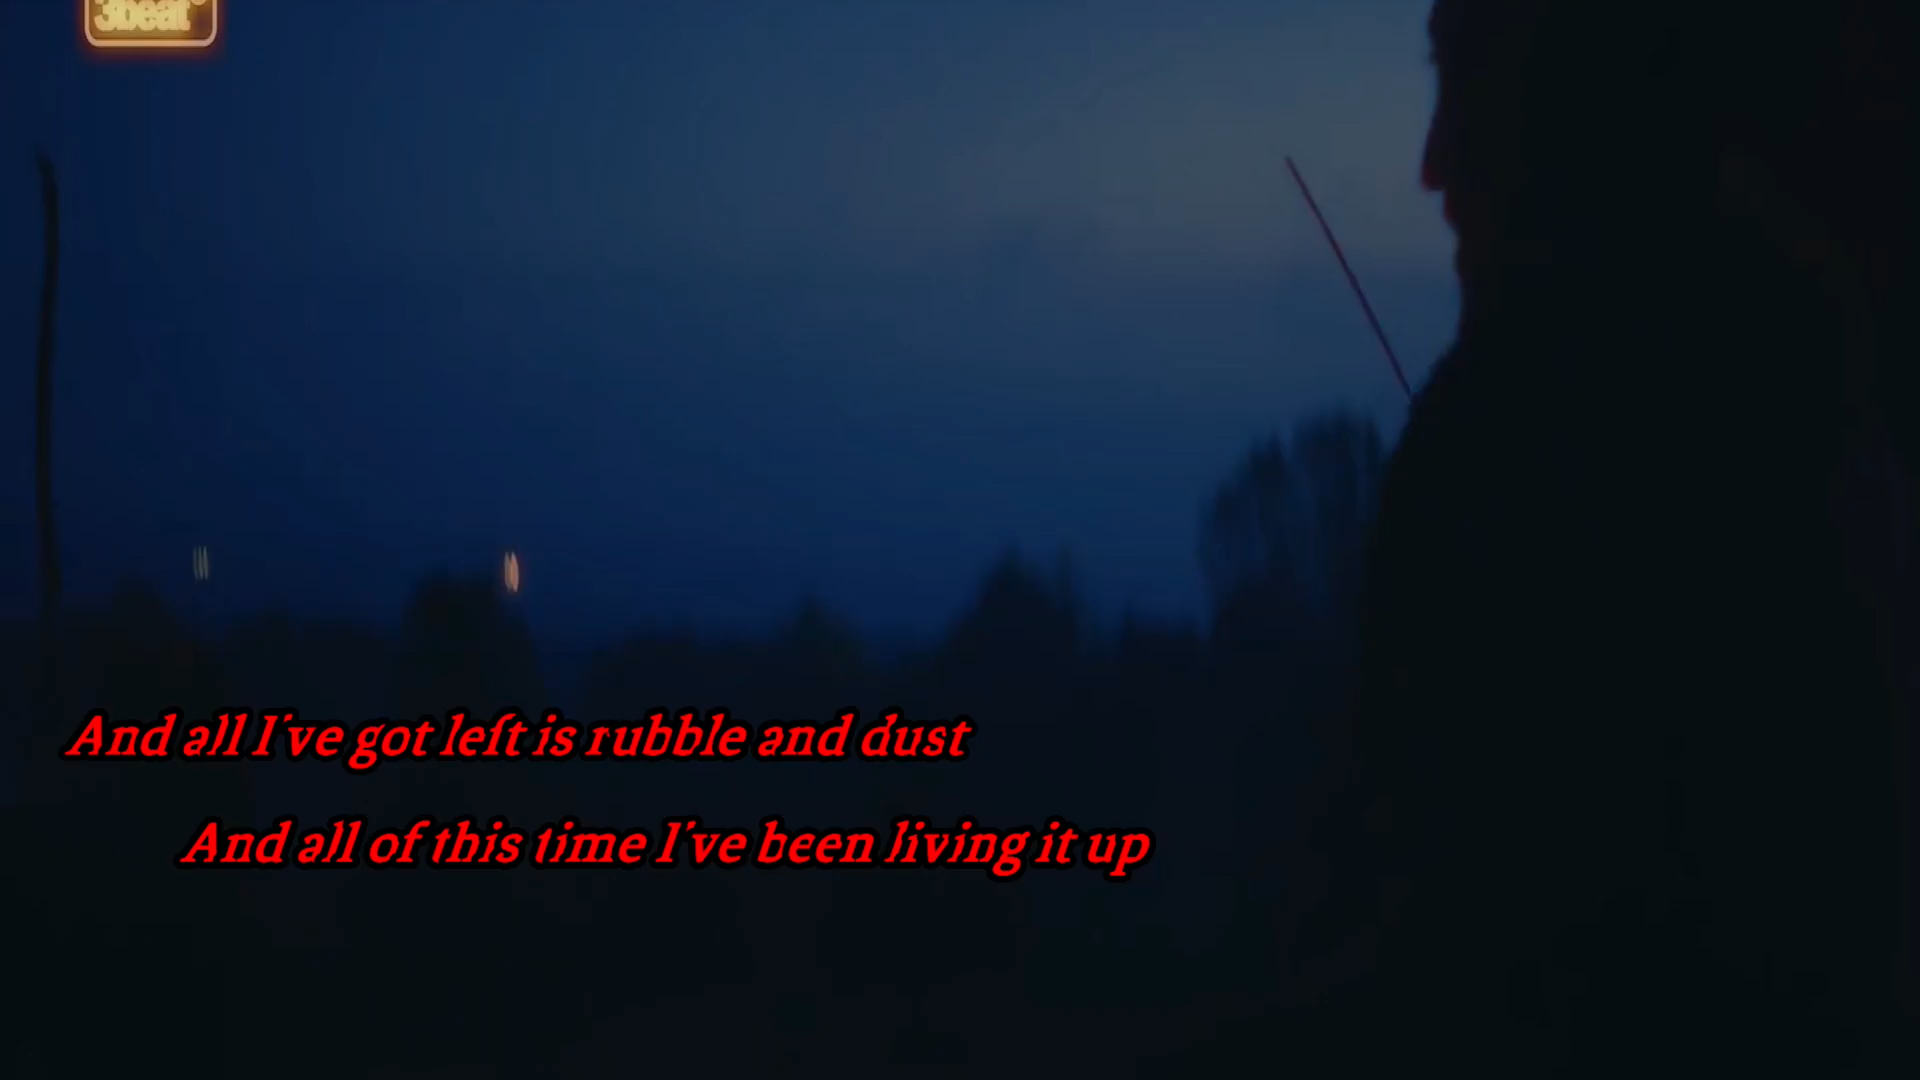 3beat
And all I've got left is rubble and dust
And all of this time I've been living it up